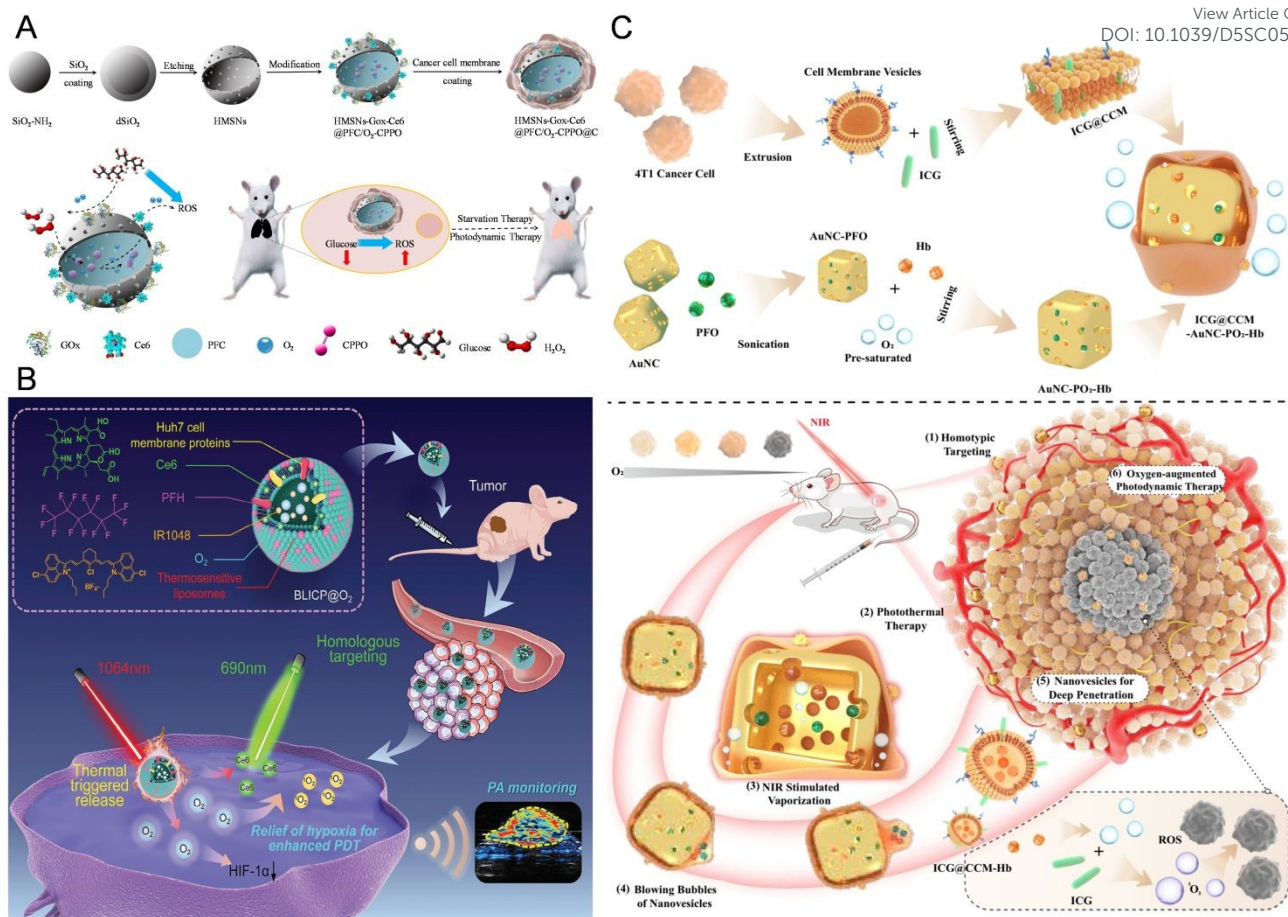 View Article O
DOI: 10.1039/D5SC05
A
SiO₂
coating
Etching
Modification
Cancer cell membrane
coating
SiO₂-NH₂
dSiO₂
HMSNs
HMSNs-Gox-Ce6
@PFC/O₂-CPPO
HMSNs-Gox-Ce6
@PFC/O₂-CPPO@C
ROS
Glucose
ROS
Starvation Therapy
Photodynamic Therapy
GOx
Ce6
PFC
O₂
CPPO
Glucose
H₂O₂
B
Huh7 cell
membrane proteins
Ce6
PFH
IR1048
O₂
Thermosensitive
liposomes
BLICP@O₂
Tumor
Homologous
targeting
1064nm
690nm
Thermal
triggered
release
Ce6
Ce6
Ce6
O₂
O₂
O₂
O₂
¹O₂
¹O₂
¹O₂
¹O₂
Relief of hypoxia for
enhanced PDT
HIF-1α↓
PA monitoring
C
4T1 Cancer Cell
Extrusion
Cell Membrane Vesicles
+
ICG
Stirring
ICG@CCM
AuNC
PFO
Sonication
AuNC-PFO
+
Hb
O₂
Pre-saturated
Stirring
AuNC-PO₂-Hb
ICG@CCM
-AuNC-PO₂-Hb
O₂
NIR
(1) Homotypic
Targeting
(6) Oxygen-augmented
Photodynamic Therapy
(2) Photothermal
Therapy
(5) Nanovesicles for
Deep Penetration
(3) NIR Stimulated
Vaporization
(4) Blowing Bubbles
of Nanovesicles
ICG@CCM-Hb
+
ICG
ROS
¹O₂